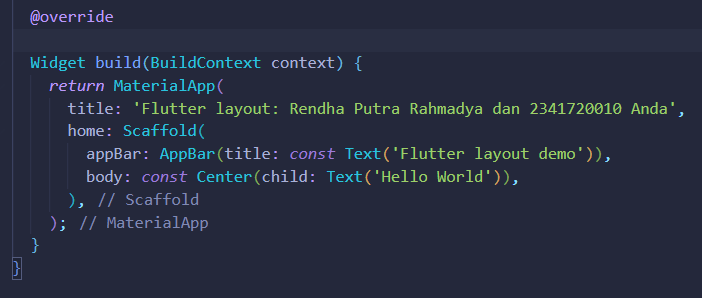 @override
Widget build(BuildContext context) {
return MaterialApp(
title: 'Flutter layout: Rendha Putra Rahmadya dan 2341720010 Anda',
home: Scaffold(
appBar: AppBar(title: const Text('Flutter layout demo')),
body: const Center(child: Text('Hello World')),
), // Scaffold
); // MaterialApp
}
}